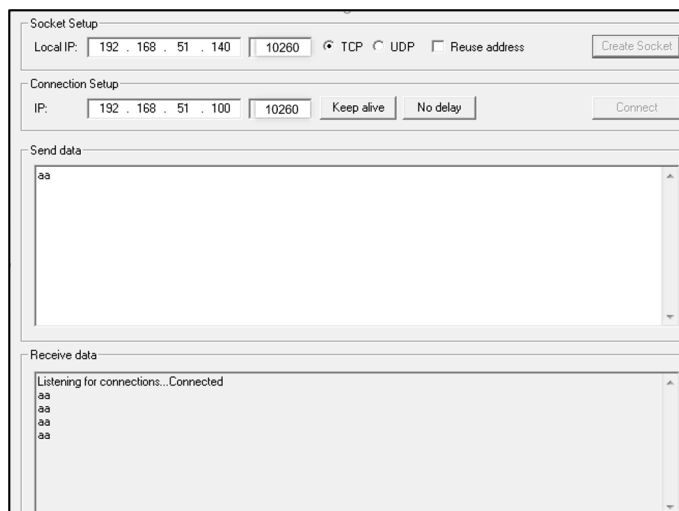 Socket Setup
Local IP: 192 . 168 . 51 . 140 10260 TCP UDP Reuse address Create Socket
Connection Setup
IP: 192 . 168 . 51 . 100 10260 Keep alive No delay Connect
Send data
aa
Receive data
Listening for connections...Connected
aa
aa
aa
aa